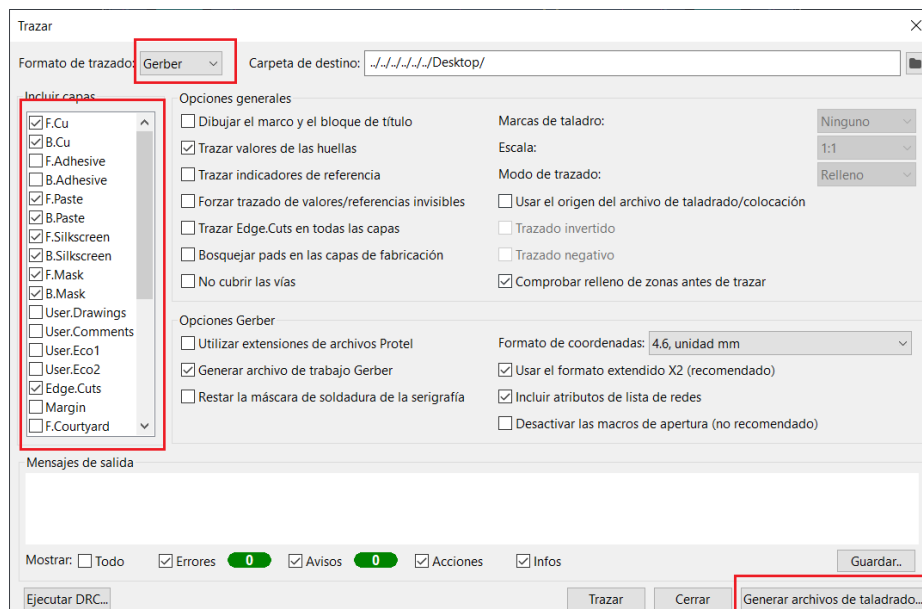 Trazar
Formato de trazado: Gerber Carpeta de destino: ../../../../../../Desktop/
Incluir capas
F.Cu
B.Cu
F.Adhesive
B.Adhesive
F.Paste
B.Paste
F.Silkscreen
B.Silkscreen
F.Mask
B.Mask
User.Drawings
User.Comments
User.Eco1
User.Eco2
Edge.Cuts
Margin
F.Courtyard
Opciones generales
Dibujar el marco y el bloque de título
Trazar valores de las huellas
Trazar indicadores de referencia
Forzar trazado de valores/referencias invisibles
Trazar Edge.Cuts en todas las capas
Bosquejar pads en las capas de fabricación
No cubrir las vías
Marcas de taladro: Ninguno
Escala: 1:1
Modo de trazado: Relleno
Usar el origen del archivo de taladrado/colocación
Trazado invertido
Trazado negativo
Comprobar relleno de zonas antes de trazar
Opciones Gerber
Utilizar extensiones de archivos Protel
Generar archivo de trabajo Gerber
Restar la máscara de soldadura de la serigrafía
Formato de coordenadas: 4.6, unidad mm
Usar el formato extendido X2 (recomendado)
Incluir atributos de lista de redes
Desactivar las macros de apertura (no recomendado)
Mensajes de salida
Mostrar: Todo Errores 0 Avisos 0 Acciones Infos Guardar..
Ejecutar DRC... Trazar Cerrar Generar archivos de taladrado...